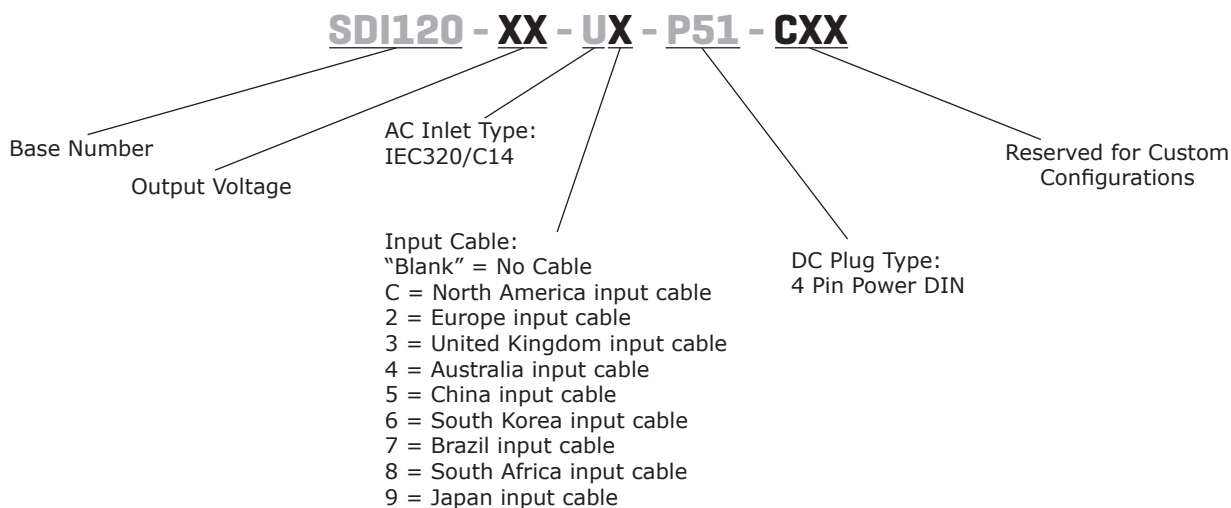 SDI120 - XX - UX - P51 - CXX
Base Number
Output Voltage
AC Inlet Type:
IEC320/C14
Input Cable:
“Blank” = No Cable
C = North America input cable
2 = Europe input cable
3 = United Kingdom input cable
4 = Australia input cable
5 = China input cable
6 = South Korea input cable
7 = Brazil input cable
8 = South Africa input cable
9 = Japan input cable
DC Plug Type:
4 Pin Power DIN
Reserved for Custom
Configurations